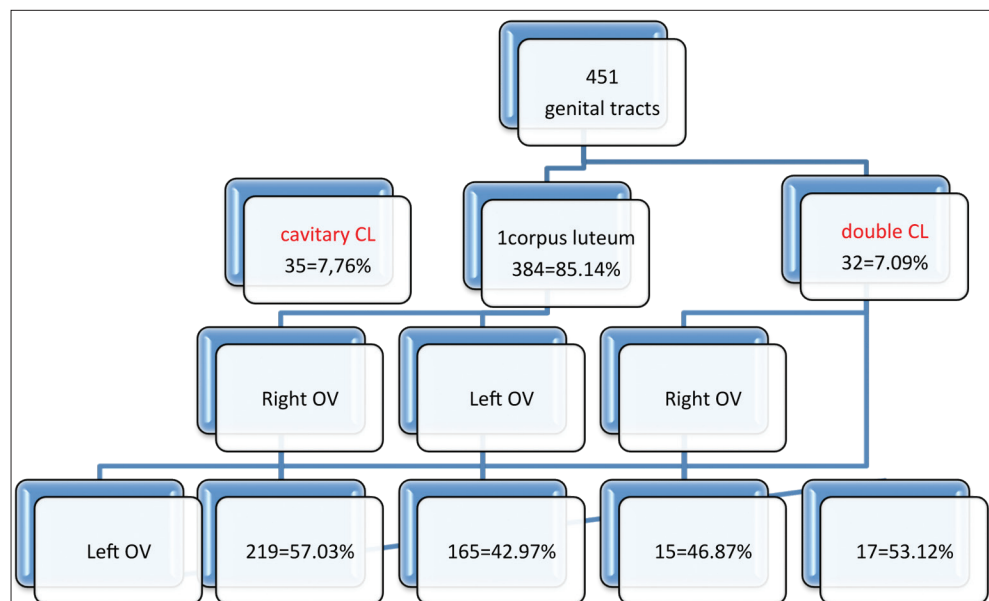 451
genital tracts
cavitary CL
35=7,76%
1corpus luteum
384=85.14%
double CL
32=7.09%
Right OV
Left OV
Right OV
Left OV
219=57.03%
165=42.97%
15=46.87%
17=53.12%